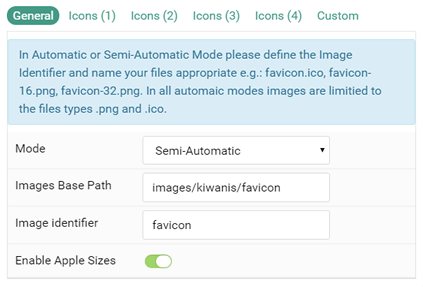 General Icons (1) Icons (2) Icons (3) Icons (4) Custom
In Automatic or Semi-Automatic Mode please define the Image
Identifier and name your files appropriate e.g.: favicon.ico, favicon-
16.png, favicon-32.png. In all automaic modes images are limitied to
the files types .png and .ico.
Mode Semi-Automatic
Images Base Path images/kiwanis/favicon
Image identifier favicon
Enable Apple Sizes